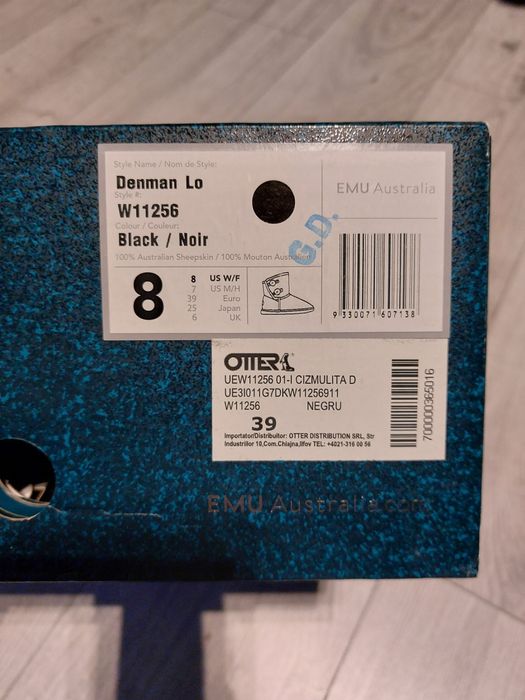 Style Name / Nom de Style:
Denman Lo
Style #:
W11256
Colour / Couleur:
Black / Noir
100% Australian Sheepskin / 100% Mouton Australien
EMU Australia
G.D.
8
8 US W/F
7 US M/H
39 Euro
25 Japan
6 UK
9 330071 607138
OTTER
UEW11256 01-I CIZMULITA D
UE3I011G7DKW11256911
W11256 NEGRU
39
Importator/Distribuitor: OTTER DISTRIBUTION SRL, Str
Industriilor 10,Com.Chiajna,Ilfov TEL: +4021-316 00 56
700000365016
EMU Australia.com